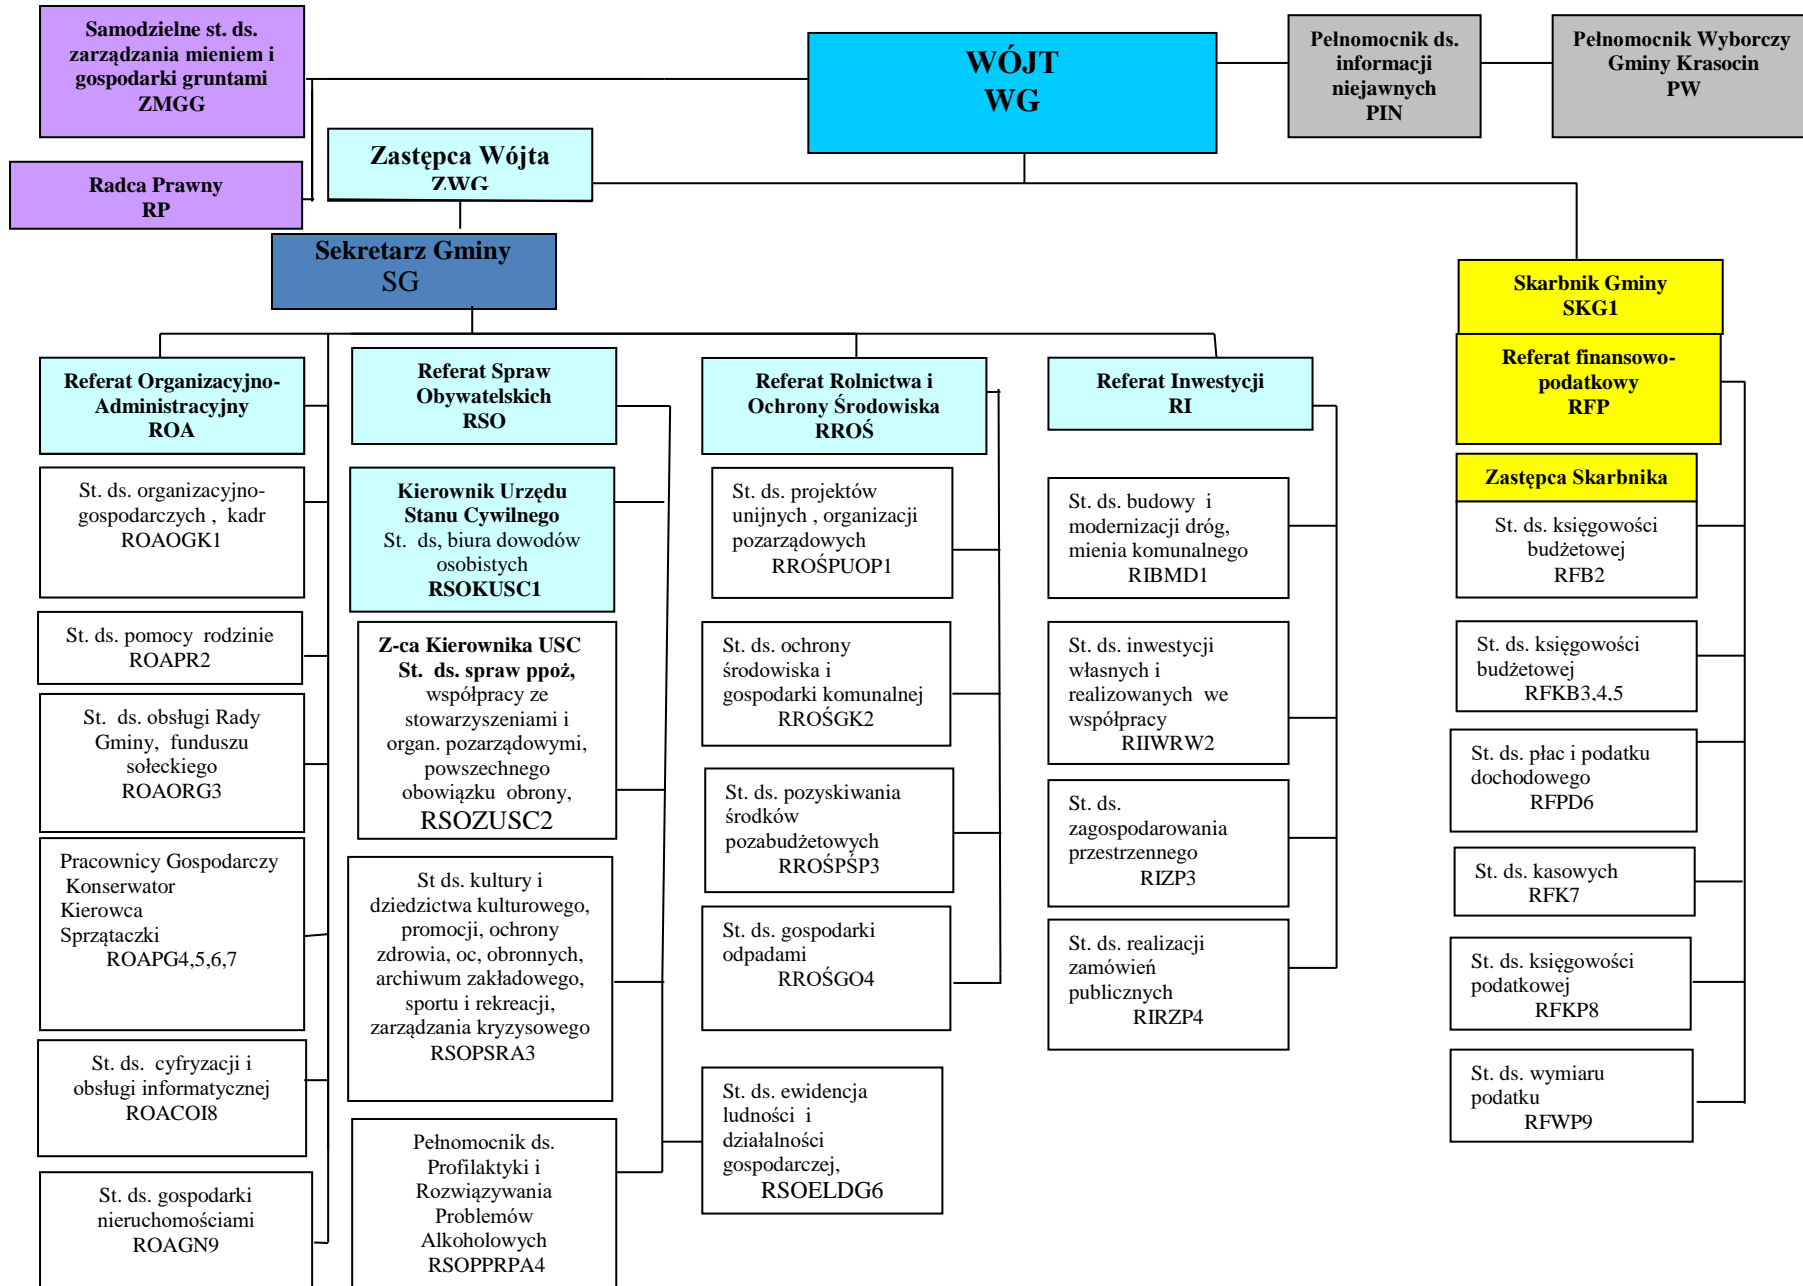 Samodzielne st. ds.
zarządzania mieniem i
gospodarki gruntami
ZMGG
WÓJT
WG
Pełnomocnik ds.
informacji
niejawnych
PIN
Pełnomocnik Wyborczy
Gminy Krasocin
PW
Zastępca Wójta
ZWG
Radca Prawny
RP
Sekretarz Gminy
SG
Skarbnik Gminy
SKG1
Referat Organizacyjno-
Administracyjny
ROA
Referat Spraw
Obywatelskich
RSO
Referat Rolnictwa i
Ochrony Środowiska
RROŚ
Referat Inwestycji
RI
Referat finansowo-
podatkowy
RFP
St. ds. organizacyjno-
gospodarczych , kadr
ROAOGK1
St. ds. pomocy rodzinie
ROAPR2
St. ds. obsługi Rady
Gminy, funduszu
sołeckiego
ROAORG3
Pracownicy Gospodarczy
Konserwator
Kierowca
Sprzątaczki
ROAPG4,5,6,7
St. ds. cyfryzacji i
obsługi informatycznej
ROACOI8
St. ds. gospodarki
nieruchomościami
ROAGN9
Kierownik Urzędu
Stanu Cywilnego
St. ds, biura dowodów
osobistych
RSOKUSC1
Z-ca Kierownika USC
St. ds. spraw ppoż,
współpracy ze
stowarzyszeniami i
organ. pozarządowymi,
powszechnego
obowiązku obrony,
RSOZUSC2
St ds. kultury i
dziedzictwa kulturowego,
promocji, ochrony
zdrowia, oc, obronnych,
archiwum zakładowego,
sportu i rekreacji,
zarządzania kryzysowego
RSOPSRA3
Pełnomocnik ds.
Profilaktyki i
Rozwiązywania
Problemów
Alkoholowych
RSOPPRPA4
St. ds. projektów
unijnych , organizacji
pozarządowych
RROŚPUOP1
St. ds. ochrony
środowiska i
gospodarki komunalnej
RROŚGK2
St. ds. pozyskiwania
środków
pozabudżetowych
RROŚPŚP3
St. ds. gospodarki
odpadami
RROŚGO4
St. ds. ewidencja
ludności i
działalności
gospodarczej,
RSOELDG6
St. ds. budowy i
modernizacji dróg,
mienia komunalnego
RIBMD1
St. ds. inwestycji
własnych i
realizowanych we
współpracy
RIIWRW2
St. ds.
zagospodarowania
przestrzennego
RIZP3
St. ds. realizacji
zamówień
publicznych
RIRZP4
Zastępca Skarbnika
St. ds. księgowości
budżetowej
RFB2
St. ds. księgowości
budżetowej
RFKB3,4,5
St. ds. płac i podatku
dochodowego
RFPD6
St. ds. kasowych
RFK7
St. ds. księgowości
podatkowej
RFKP8
St. ds. wymiaru
podatku
RFWP9